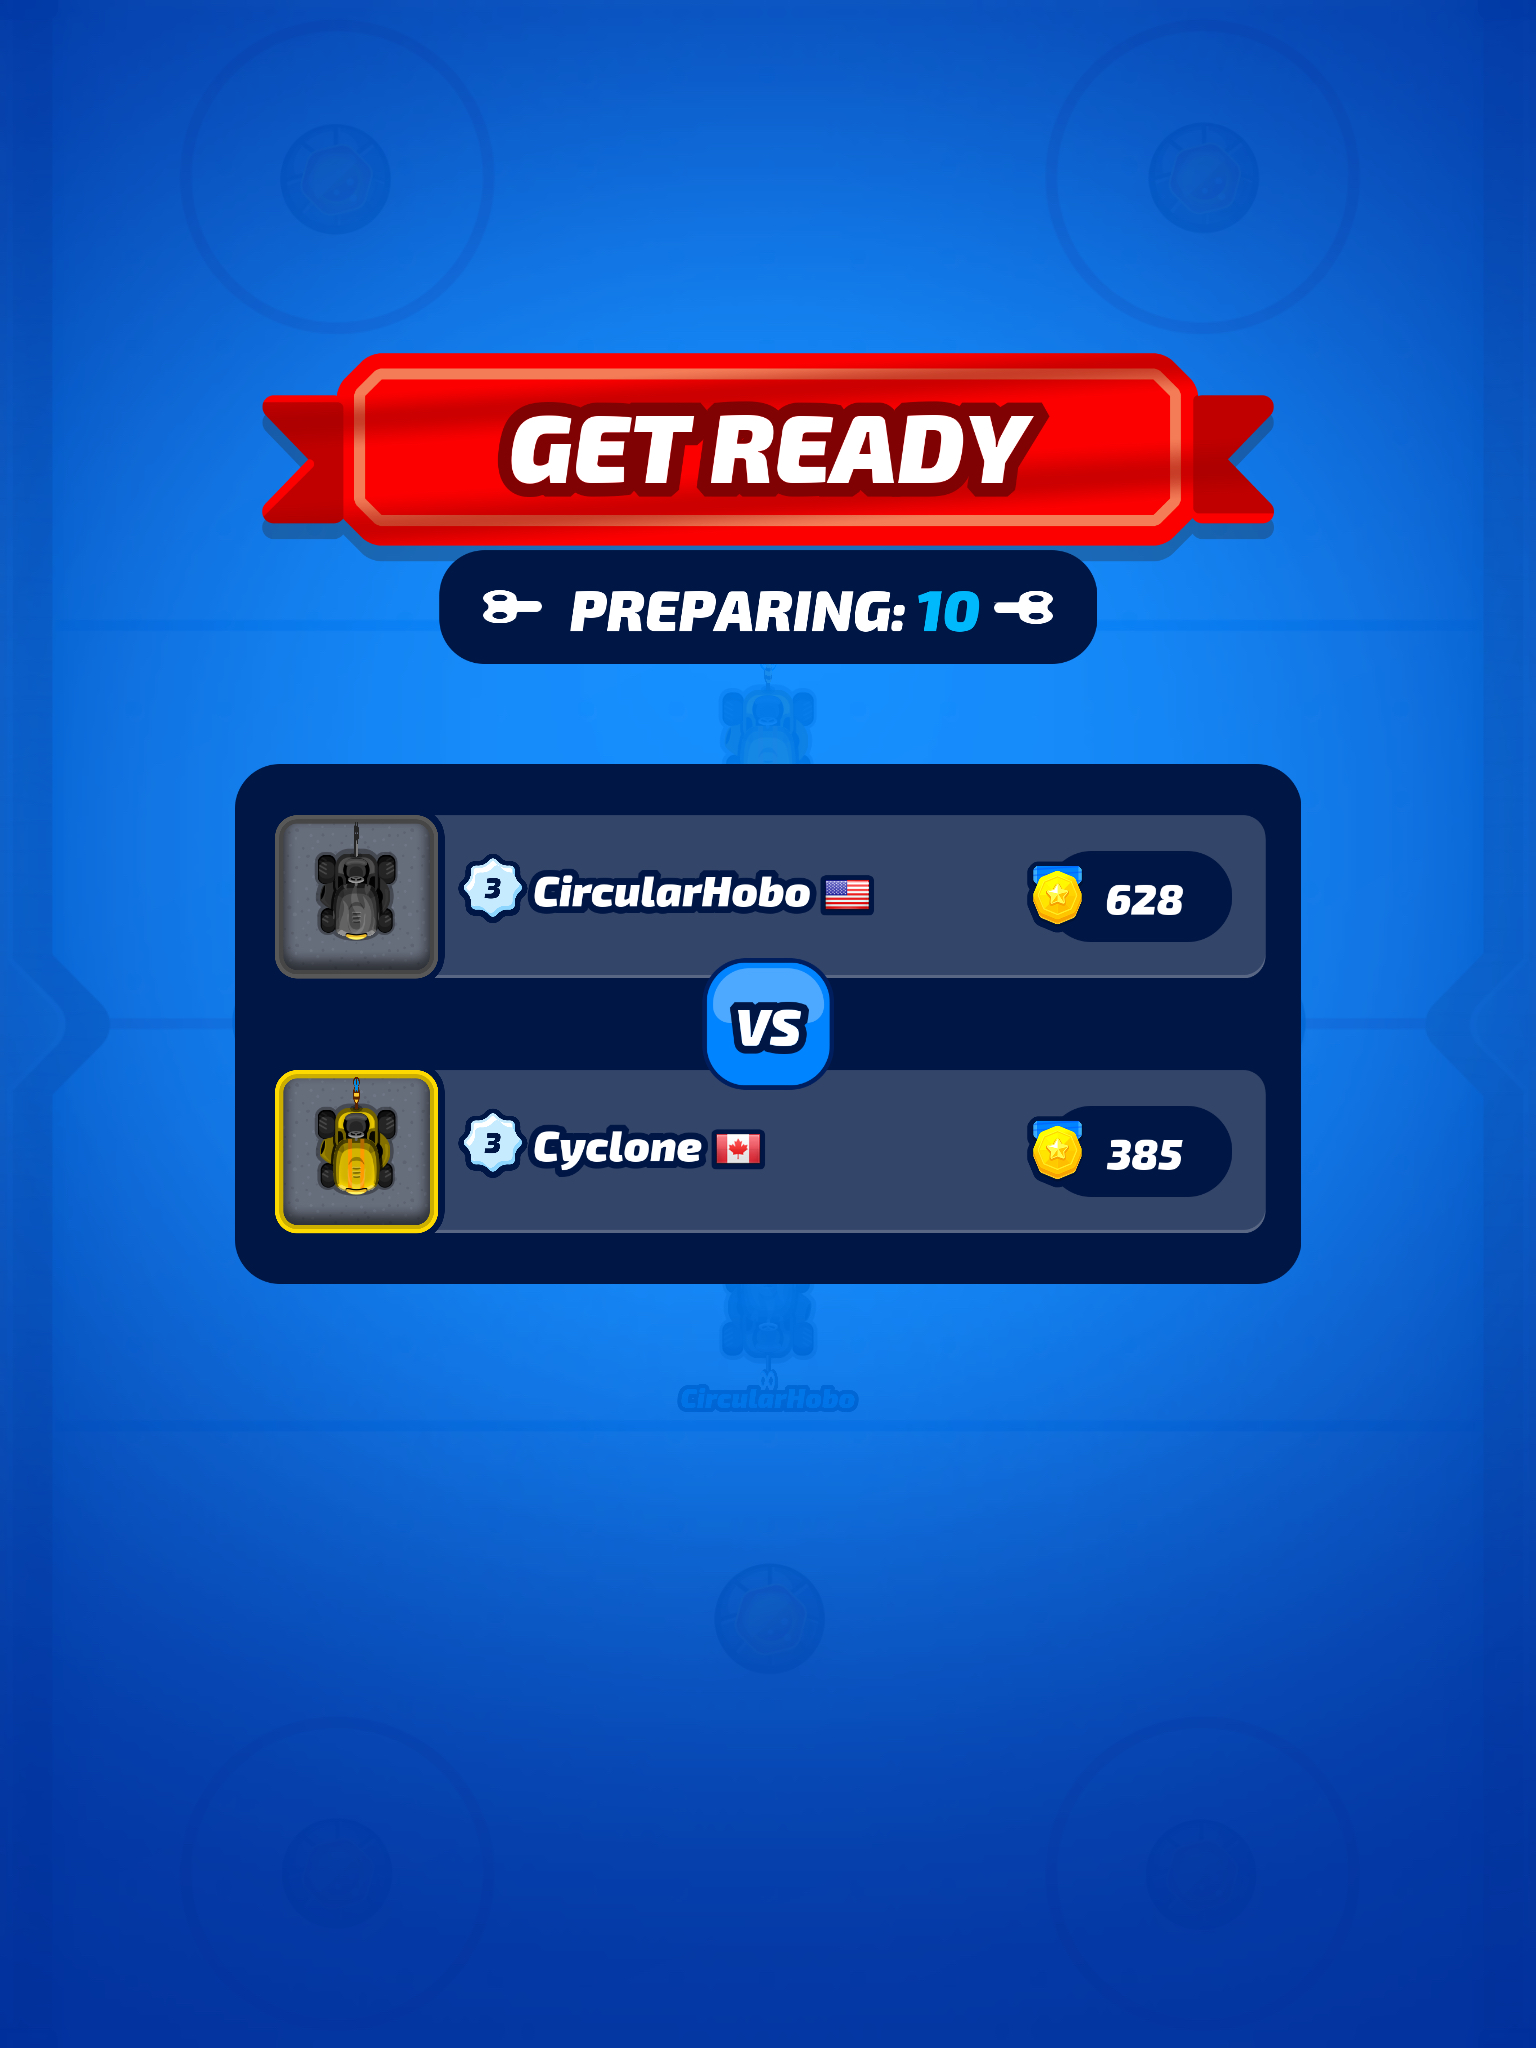 GET READY
PREPARING: 10
3 CircularHobo 628
VS
3 Cyclone 385
CircularHobo